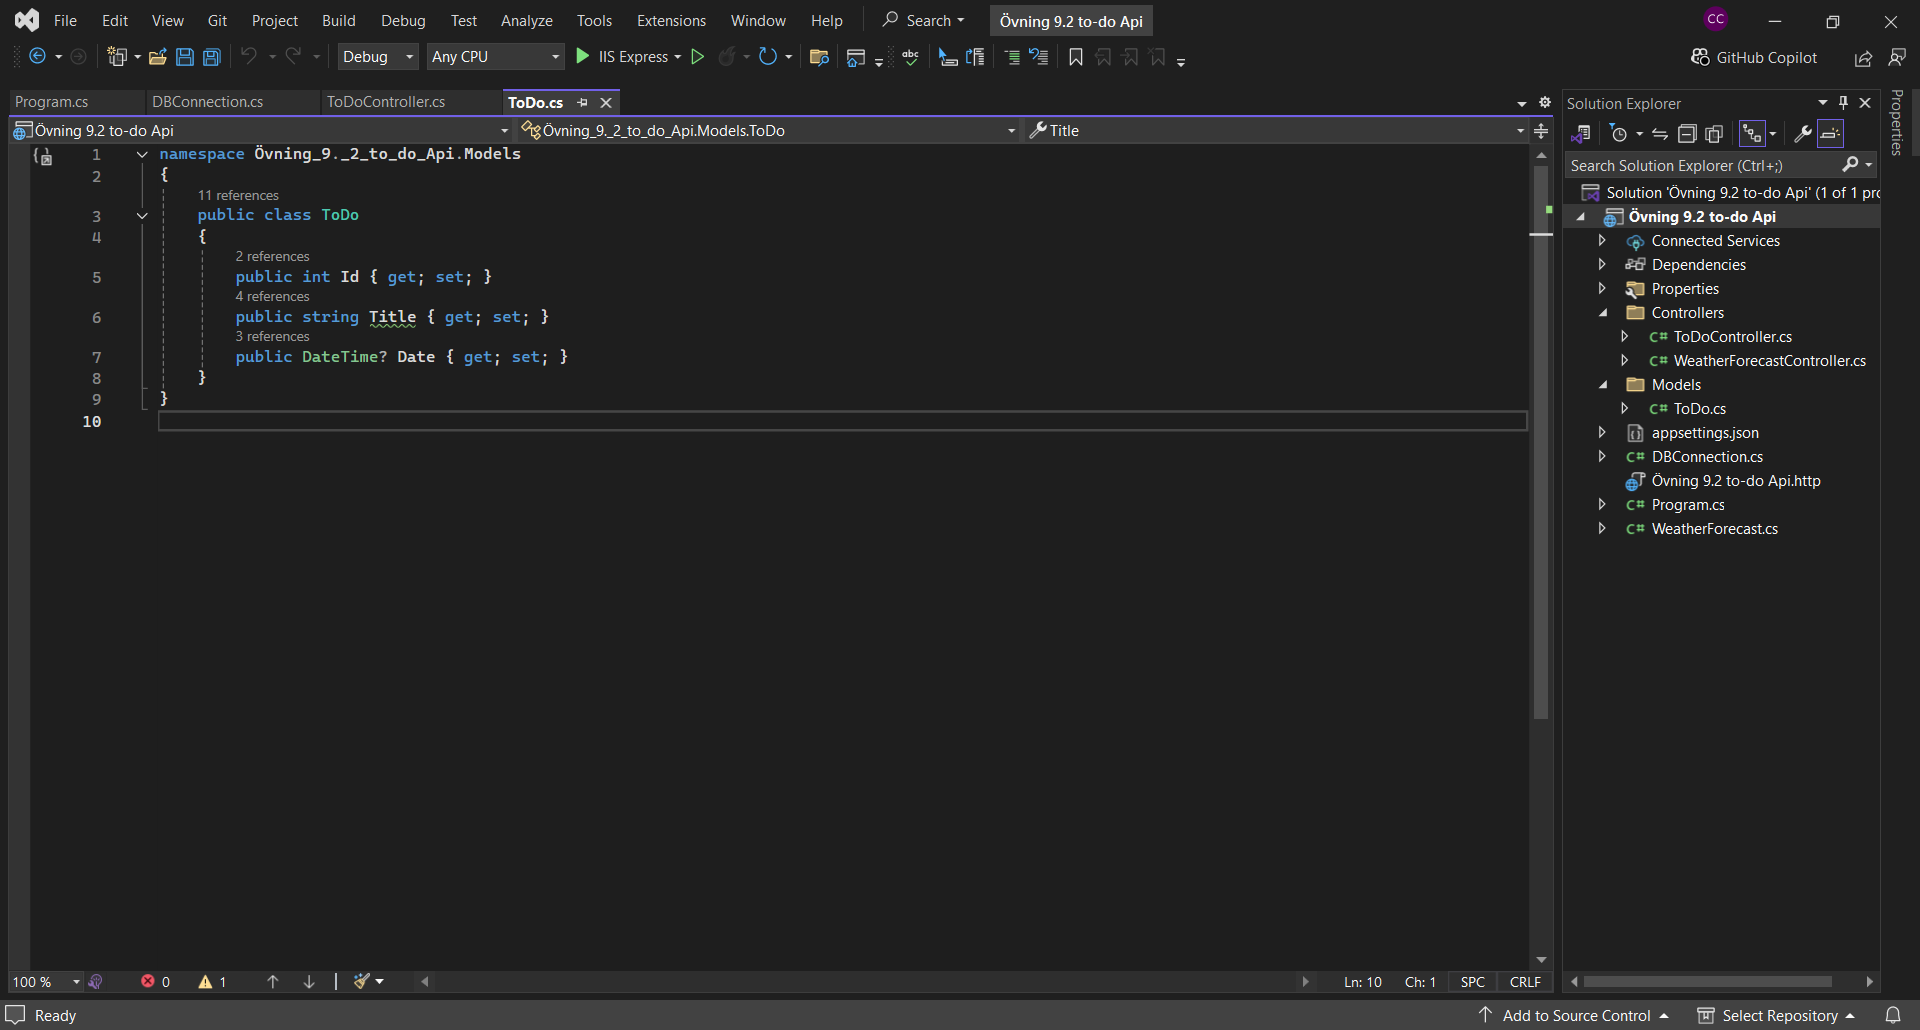 File Edit View Git Project Build Debug Test Analyze Tools Extensions Window Help Search Övning 9.2 to-do Api CC
Debug Any CPU IIS Express abc GitHub Copilot
Program.cs DBConnection.cs ToDoController.cs ToDo.cs
Övning 9.2 to-do Api Övning_9._2_to_do_Api.Models.ToDo Title
1 namespace Övning_9._2_to_do_Api.Models
2 {
11 references
3 public class ToDo
4 {
2 references
5 public int Id { get; set; }
4 references
6 public string Title { get; set; }
3 references
7 public DateTime? Date { get; set; }
8 }
9 }
10
100 % 0 1 Ln: 10 Ch: 1 SPC CRLF
Solution Explorer
Search Solution Explorer (Ctrl+;)
Solution 'Övning 9.2 to-do Api' (1 of 1 prc
Övning 9.2 to-do Api
Connected Services
Dependencies
Properties
Controllers
C# ToDoController.cs
C# WeatherForecastController.cs
Models
C# ToDo.cs
appsettings.json
C# DBConnection.cs
Övning 9.2 to-do Api.http
C# Program.cs
C# WeatherForecast.cs
Properties
Ready Add to Source Control Select Repository